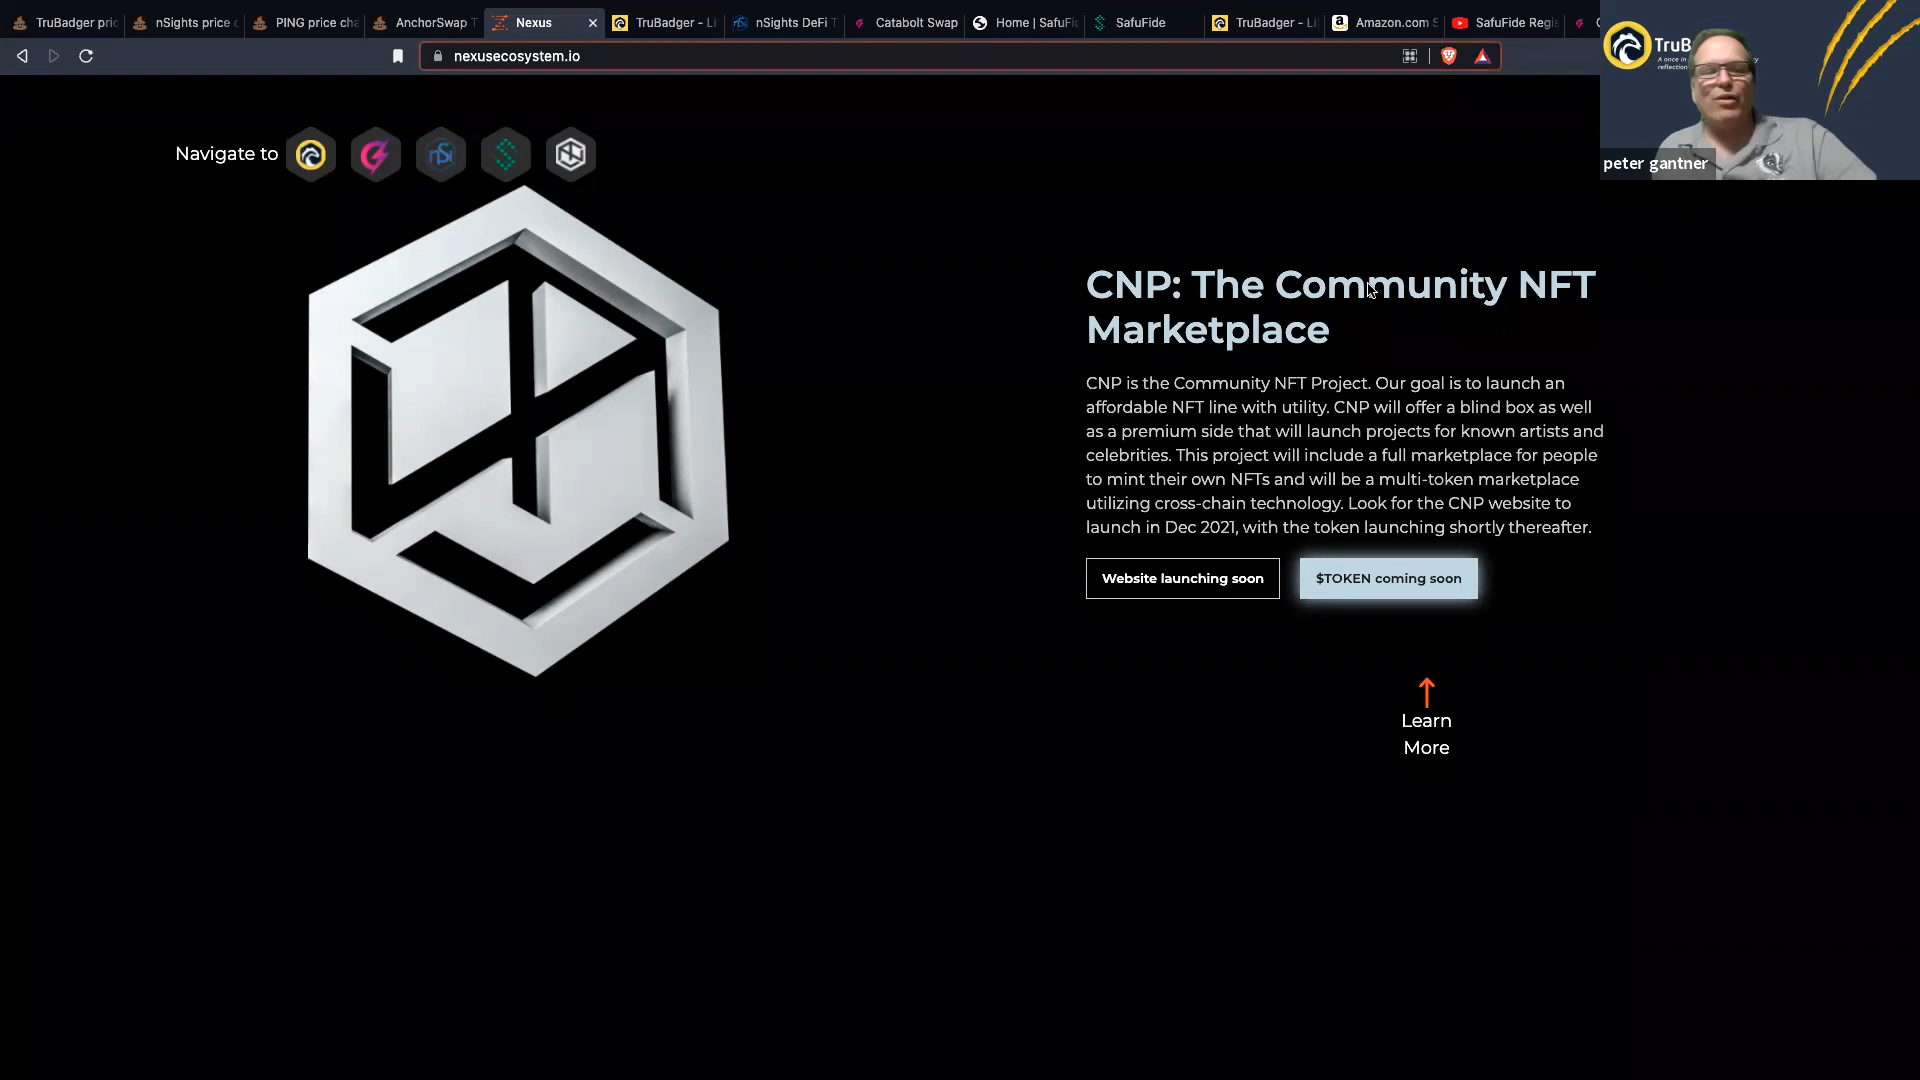 TruBadger pric
nSights price c
PING price cha
AnchorSwap T
Nexus
TruBadger - Li
nSights DeFi T
Catabolt Swap
Home | SafuFi
SafuFide
TruBadger - Li
Amazon.com S
SafuFide Regis
nexusecosystem.io
TruB
A once in
reflection
peter gantner
Navigate to
nSi
CNP: The Community NFT
Marketplace
CNP is the Community NFT Project. Our goal is to launch an
affordable NFT line with utility. CNP will offer a blind box as well
as a premium side that will launch projects for known artists and
celebrities. This project will include a full marketplace for people
to mint their own NFTs and will be a multi-token marketplace
utilizing cross-chain technology. Look for the CNP website to
launch in Dec 2021, with the token launching shortly thereafter.
Website launching soon
$TOKEN coming soon
Learn
More